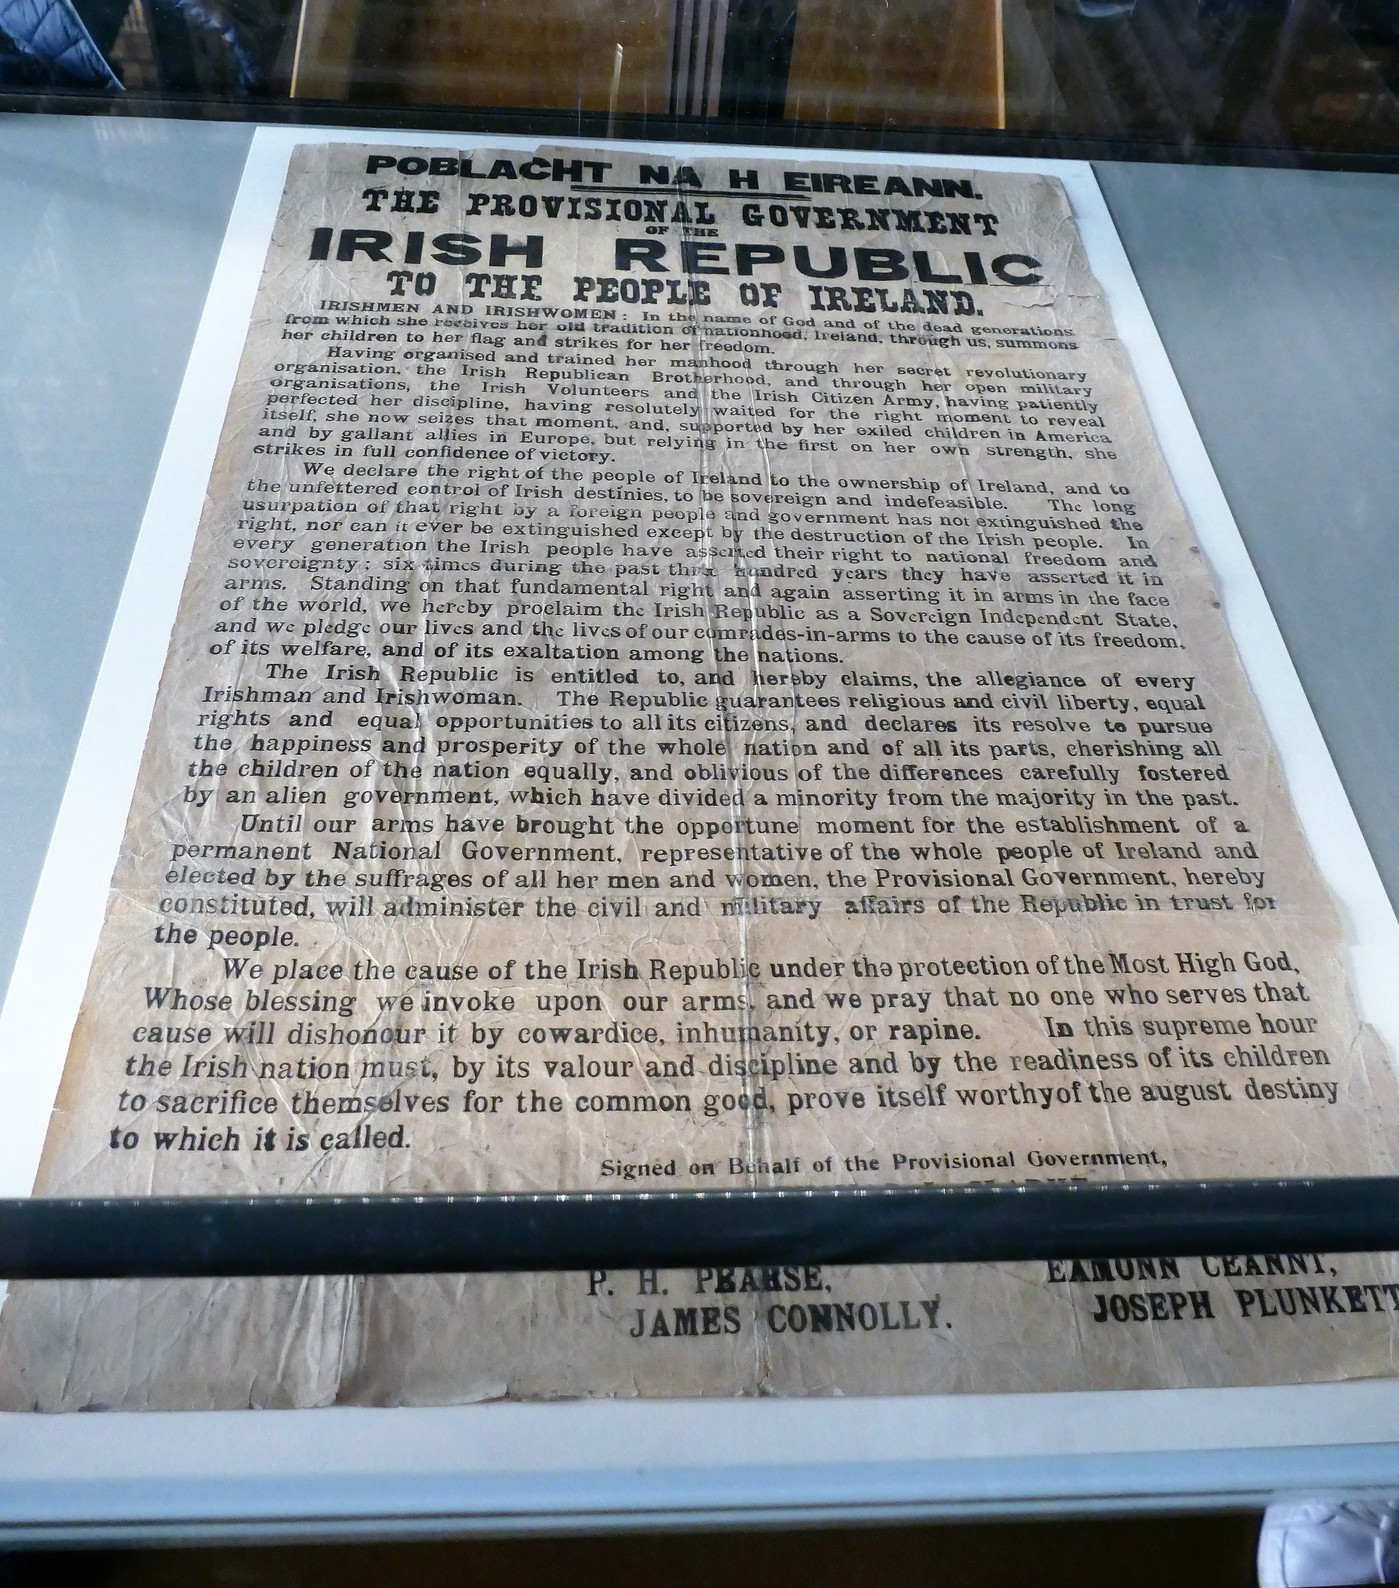 POBLACHT NA H EIREANN.
THE PROVISIONAL GOVERNMENT
OF THE
IRISH REPUBLIC
TO THE PEOPLE OF IRELAND.
IRISHMEN AND IRISHWOMEN : In the name of God and of the dead generations
from which she receives her old tradition of nationhood, Ireland, through us, summons
her children to her flag and strikes for her freedom.
Having organised and trained her manhood through her secret revolutionary
organisation, the Irish Republican Brotherhood, and through her open military
organisations, the Irish Volunteers and the Irish Citizen Army, having patiently
perfected her discipline, having resolutely waited for the right moment to reveal
itself, she now seizes that moment, and, supported by her exiled children in America
and by gallant allies in Europe, but relying in the first on her own strength, she
strikes in full confidence of victory.
We declare the right of the people of Ireland to the ownership of Ireland, and to
the unfettered control of Irish destinies, to be sovereign and indefeasible. The long
usurpation of that right by a foreign people and government has not extinguished the
right, nor can it ever be extinguished except by the destruction of the Irish people. In
every generation the Irish people have asserted their right to national freedom and
sovereignty ; six times during the past three hundred years they have asserted it in
arms. Standing on that fundamental right and again asserting it in arms in the face
of the world, we hereby proclaim the Irish Republic as a Sovereign Independent State,
and we pledge our lives and the lives of our comrades-in-arms to the cause of its freedom,
of its welfare, and of its exaltation among the nations.
The Irish Republic is entitled to, and hereby claims, the allegiance of every
Irishman and Irishwoman. The Republic guarantees religious and civil liberty, equal
rights and equal opportunities to all its citizens, and declares its resolve to pursue
the happiness and prosperity of the whole nation and of all its parts, cherishing all
the children of the nation equally, and oblivious of the differences carefully fostered
by an alien government, which have divided a minority from the majority in the past.
Until our arms have brought the opportune moment for the establishment of a
permanent National Government, representative of the whole people of Ireland and
elected by the suffrages of all her men and women, the Provisional Government, hereby
constituted, will administer the civil and military affairs of the Republic in trust for
the people.
We place the cause of the Irish Republic under the protection of the Most High God,
Whose blessing we invoke upon our arms, and we pray that no one who serves that
cause will dishonour it by cowardice, inhumanity, or rapine. In this supreme hour
the Irish nation must, by its valour and discipline and by the readiness of its children
to sacrifice themselves for the common good, prove itself worthy of the august destiny
to which it is called.
Signed on Behalf of the Provisional Government,
P. H. PEARSE, EAMONN CEANNT,
JAMES CONNOLLY. JOSEPH PLUNKETT